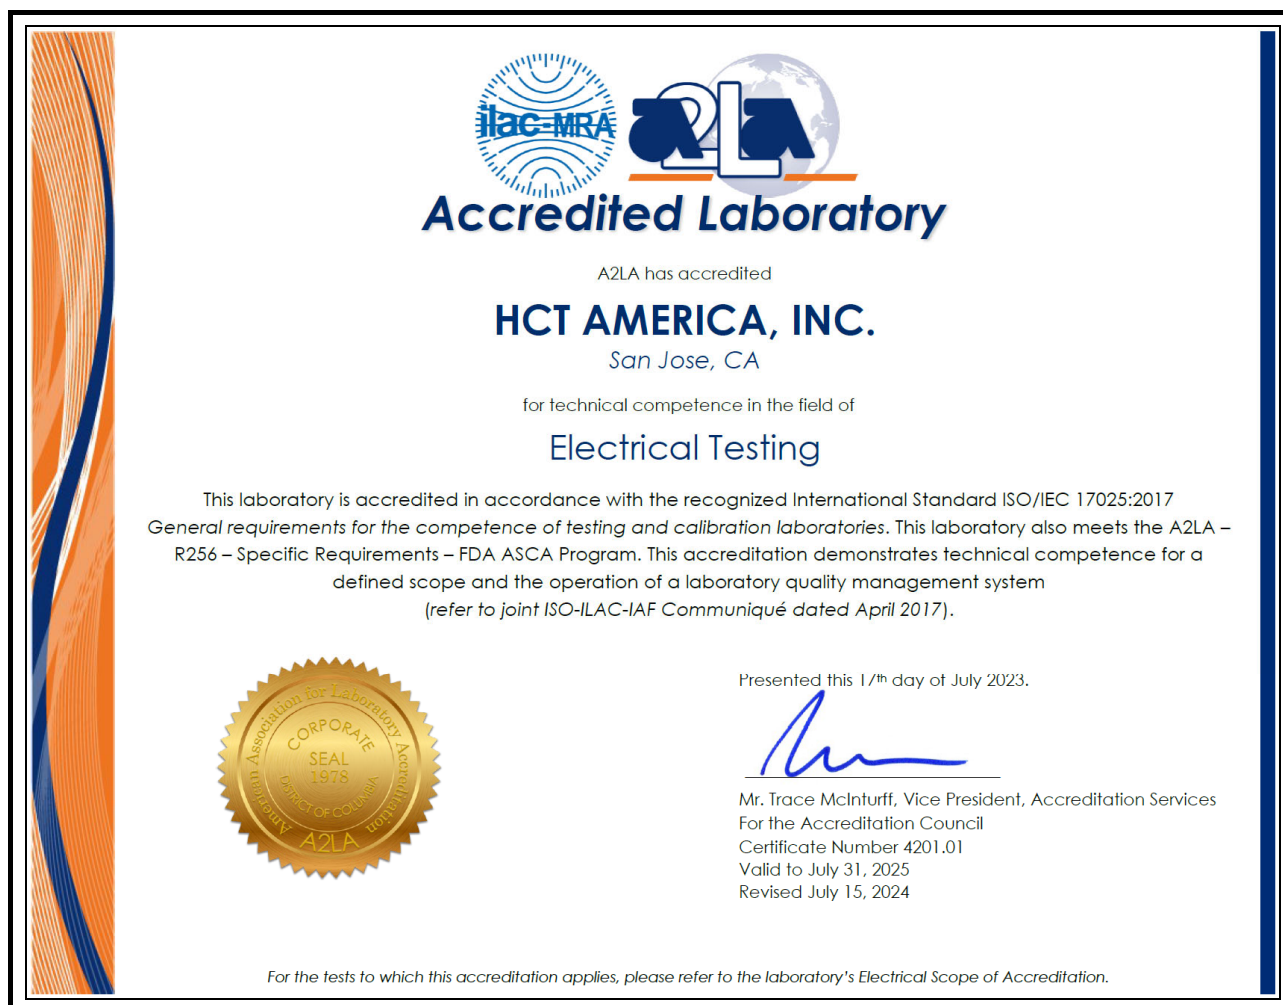 ilac-MRA
A2LA
Accredited Laboratory
A2LA has accredited
HCT AMERICA, INC.
San Jose, CA
for technical competence in the field of
Electrical Testing
This laboratory is accredited in accordance with the recognized International Standard ISO/IEC 17025:2017
General requirements for the competence of testing and calibration laboratories. This laboratory also meets the A2LA –
R256 – Specific Requirements – FDA ASCA Program. This accreditation demonstrates technical competence for a
defined scope and the operation of a laboratory quality management system
(refer to joint ISO-ILAC-IAF Communiqué dated April 2017).
American Association for Laboratory Accreditation
CORPORATE
SEAL
1978
DISTRICT OF COLUMBIA
A2LA
Presented this 17th day of July 2023.
Mr. Trace McInturff, Vice President, Accreditation Services
For the Accreditation Council
Certificate Number 4201.01
Valid to July 31, 2025
Revised July 15, 2024
For the tests to which this accreditation applies, please refer to the laboratory's Electrical Scope of Accreditation.